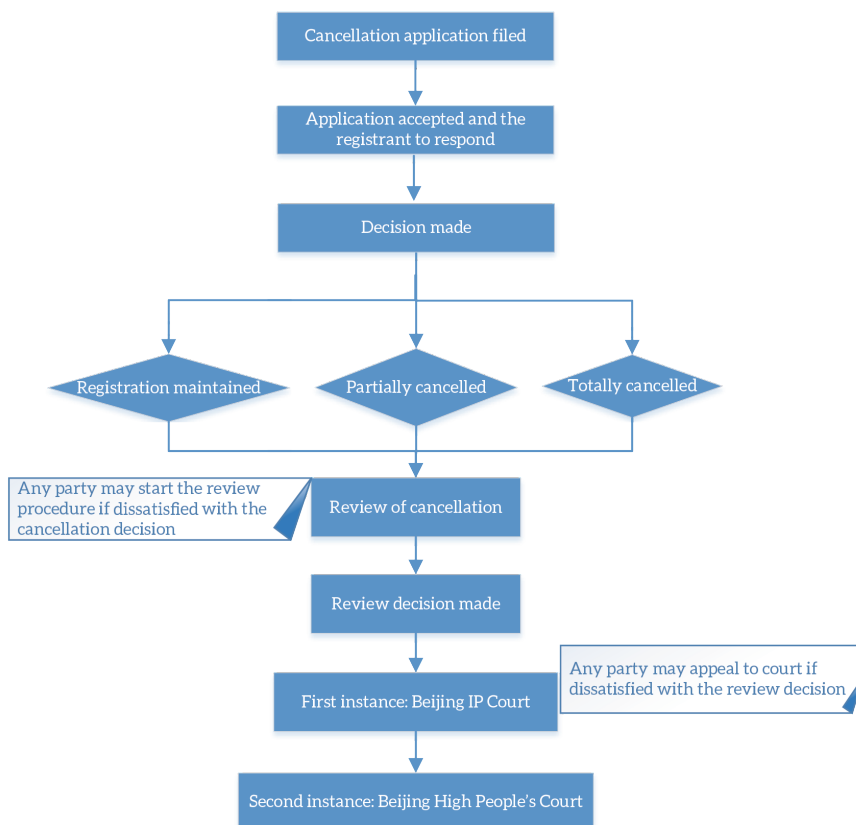 Cancellation application filed
Application accepted and the
registrant to respond
Decision made
Registration maintained
Partially cancelled
Totally cancelled
Any party may start the review
procedure if dissatisfied with the
cancellation decision
Review of cancellation
Review decision made
Any party may appeal to court if
dissatisfied with the review decision
First instance: Beijing IP Court
Second instance: Beijing High People's Court